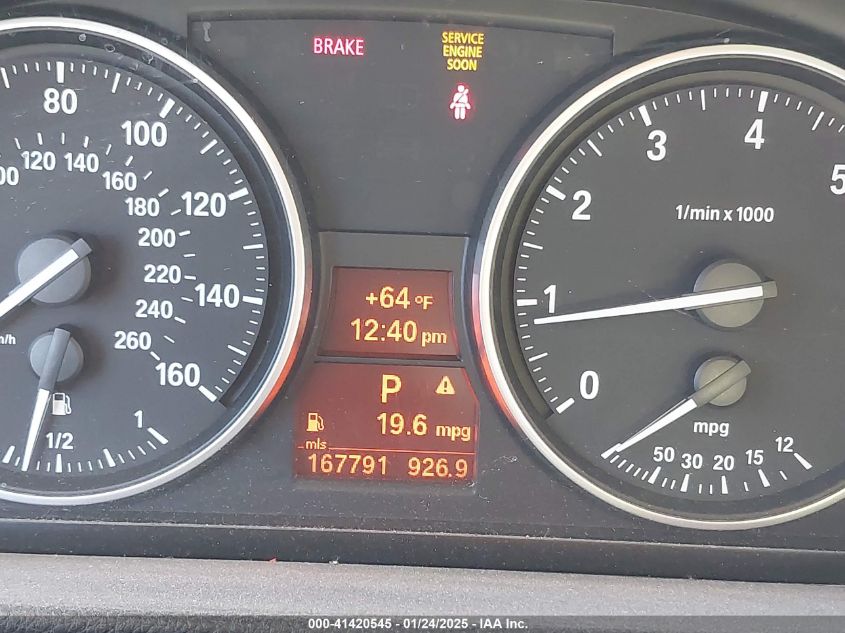 BRAKE
SERVICE
ENGINE
SOON
80
100
120
140
160
120
140
160
180
200
220
240
260
1/2
1
+64 °F
12:40 pm
P
19.6 mpg
mls
167791 926.9
0
1
2
3
4
5
1/min x 1000
mpg
50 30 20 15 12
000-41420545 - 01/24/2025 - IAA Inc.